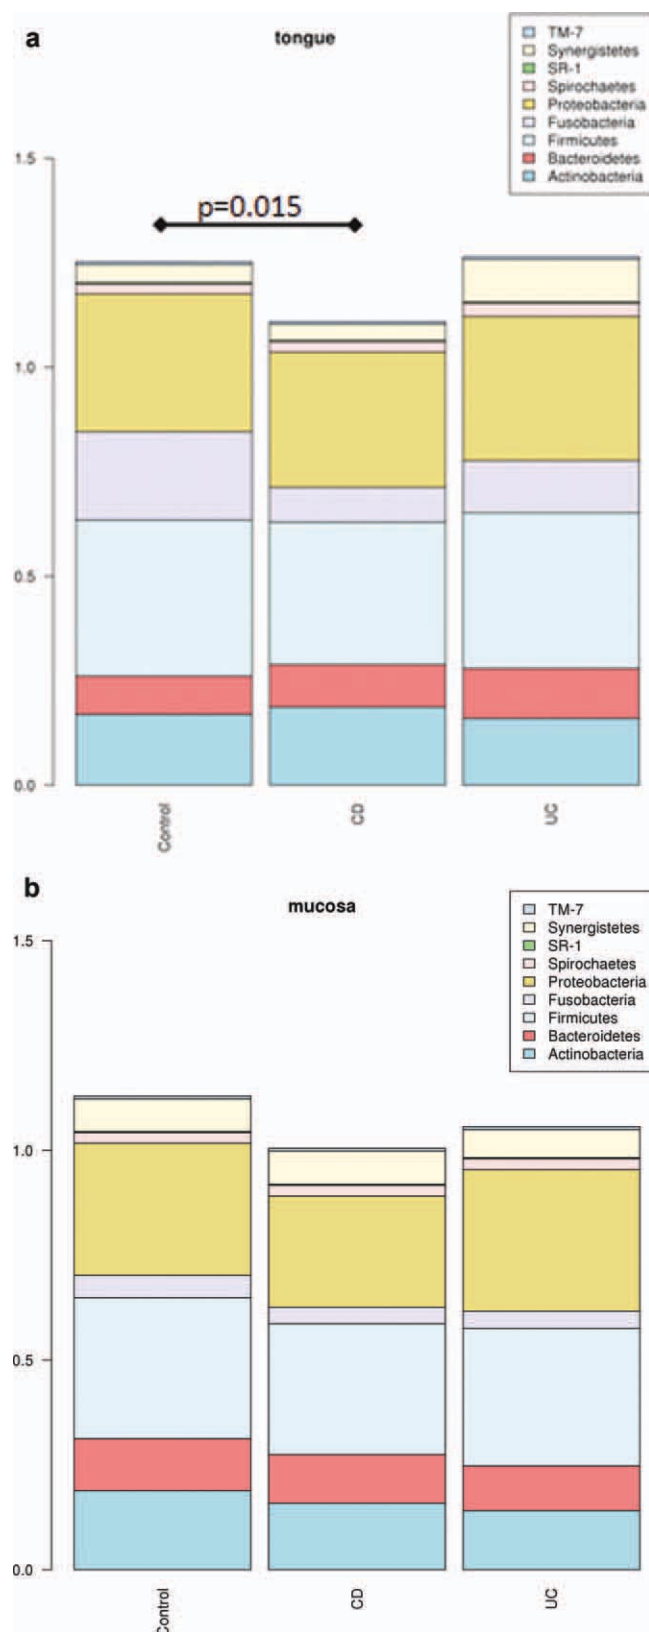 a
tongue
TM-7
Synergistetes
SR-1
Spirochaetes
Proteobacteria
Fusobacteria
Firmicutes
Bacteroidetes
Actinobacteria
1.5
p=0.015
1.0
0.5
0.0
Control
CD
UC
b
mucosa
TM-7
Synergistetes
SR-1
Spirochaetes
Proteobacteria
Fusobacteria
Firmicutes
Bacteroidetes
Actinobacteria
1.5
1.0
0.5
0.0
Control
CD
UC